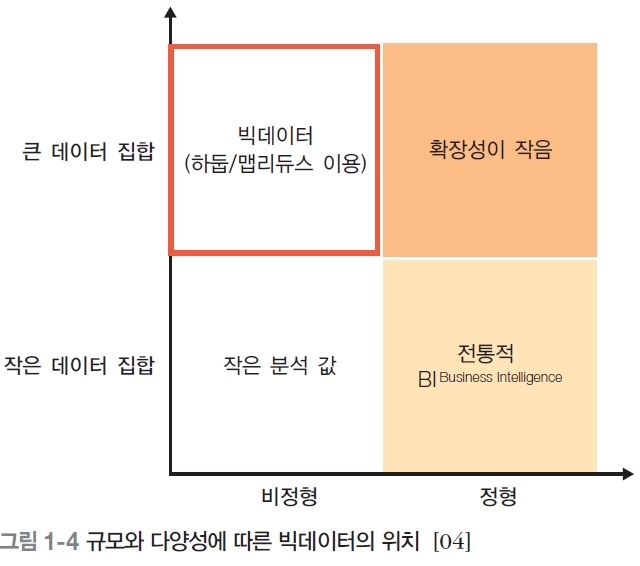 큰 데이터 집합
빅데이터
(하둡/맵리듀스 이용)
확장성이 작음
작은 데이터 집합
작은 분석 값
전통적
BI Business Intelligence
비정형
정형
그림 1-4 규모와 다양성에 따른 빅데이터의 위치 [04]